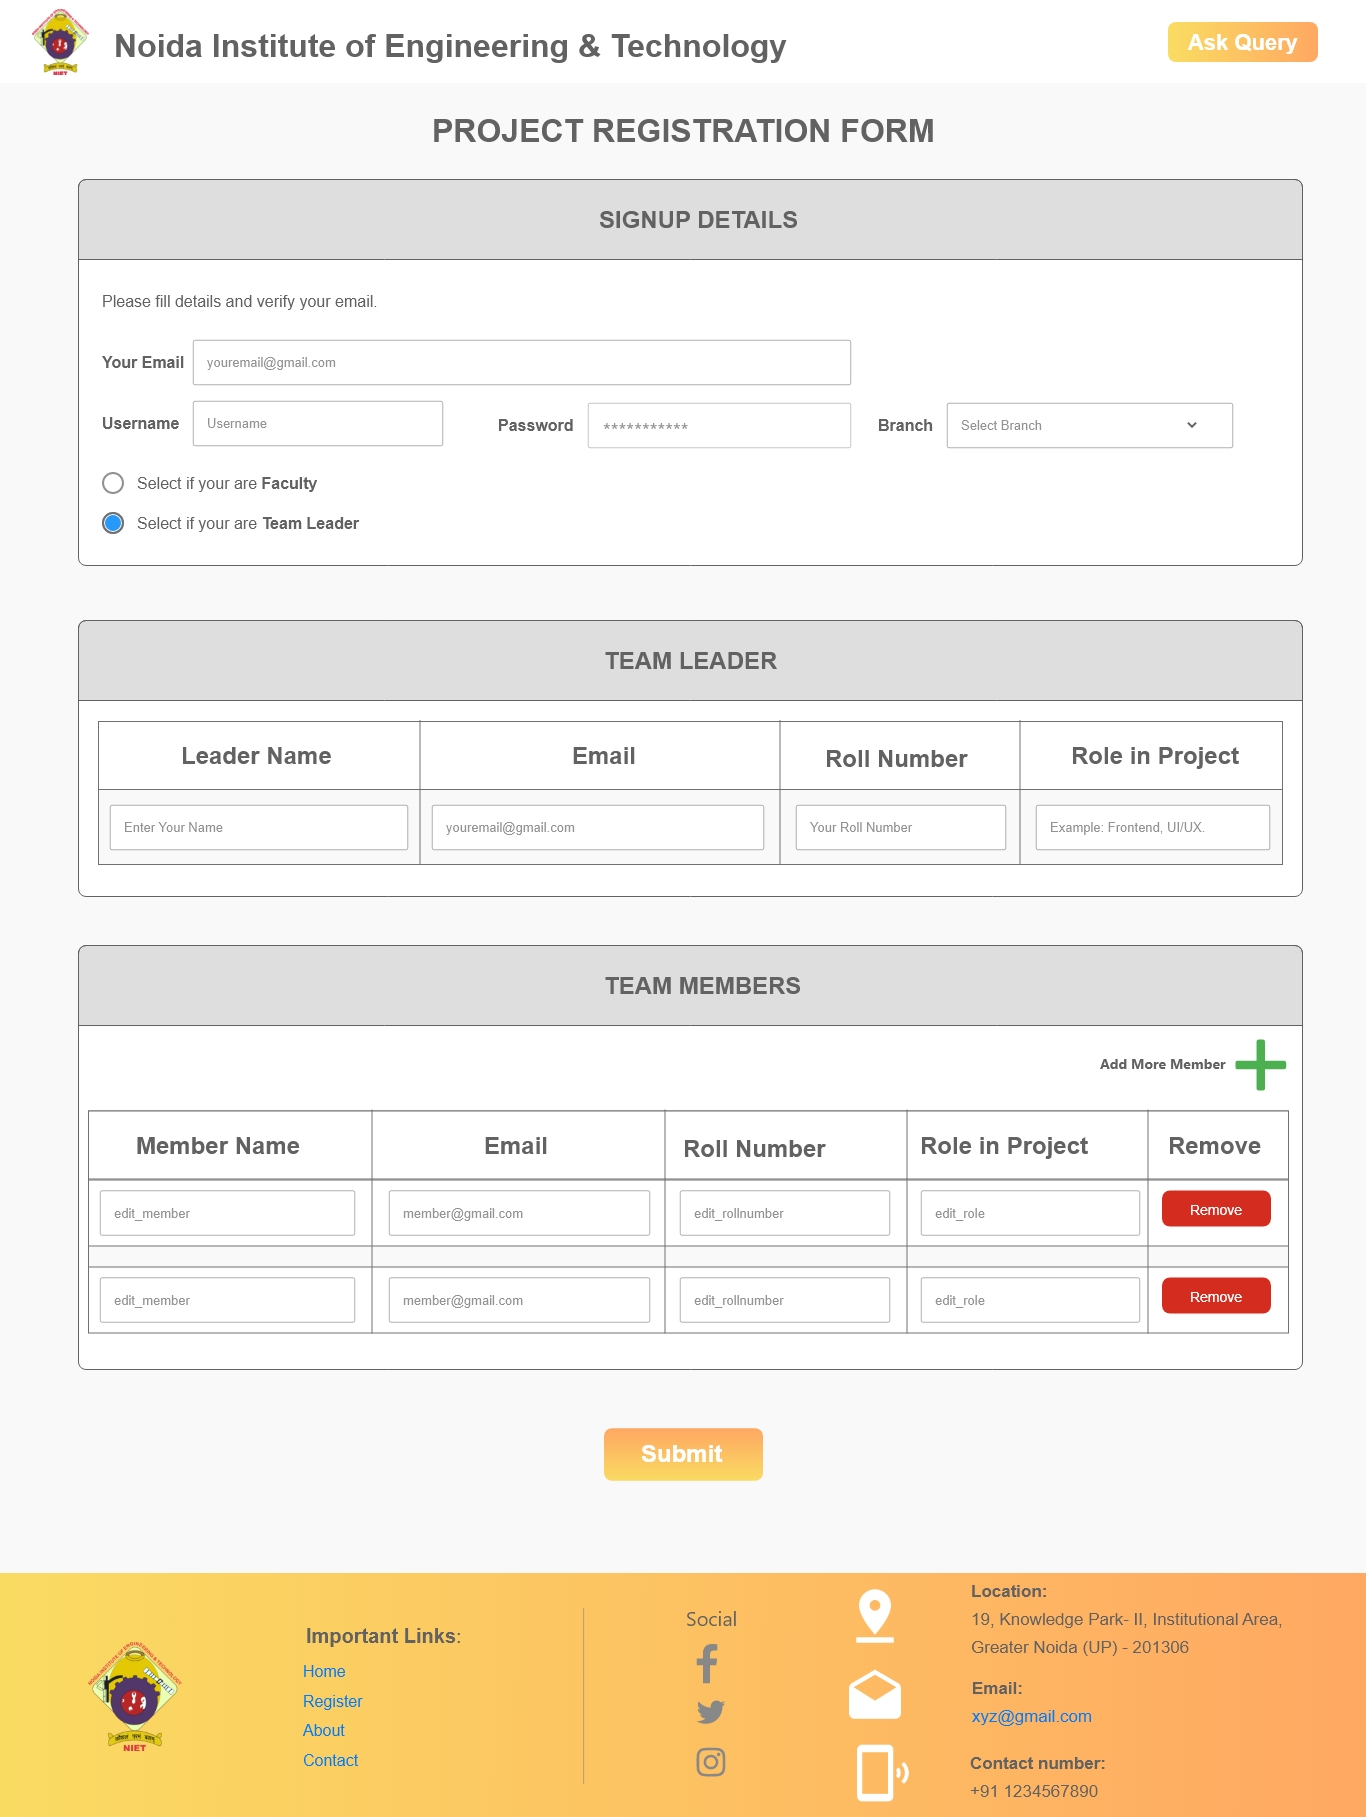 NIET
Noida Institute of Engineering & Technology
Ask Query
PROJECT REGISTRATION FORM
SIGNUP DETAILS
Please fill details and verify your email.
Your Email youremail@gmail.com
Username Username Password *********** Branch Select Branch
Select if your are Faculty
Select if your are Team Leader
TEAM LEADER
Leader Name Email Roll Number Role in Project
Enter Your Name youremail@gmail.com Your Roll Number Example: Frontend, UI/UX.
TEAM MEMBERS
Add More Member
Member Name Email Roll Number Role in Project Remove
edit_member member@gmail.com edit_rollnumber edit_role Remove
edit_member member@gmail.com edit_rollnumber edit_role Remove
Submit
NOIDA INSTITUTE OF ENGINEERING & TECHNOLOGY
NIET
Important Links:
Home
Register
About
Contact
Social
Location:
19, Knowledge Park- II, Institutional Area,
Greater Noida (UP) - 201306
Email:
xyz@gmail.com
Contact number:
+91 1234567890